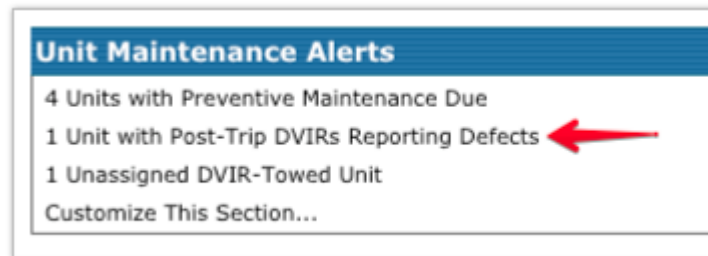 Unit Maintenance Alerts
4 Units with Preventive Maintenance Due
1 Unit with Post-Trip DVIRs Reporting Defects
1 Unassigned DVIR-Towed Unit
Customize This Section...